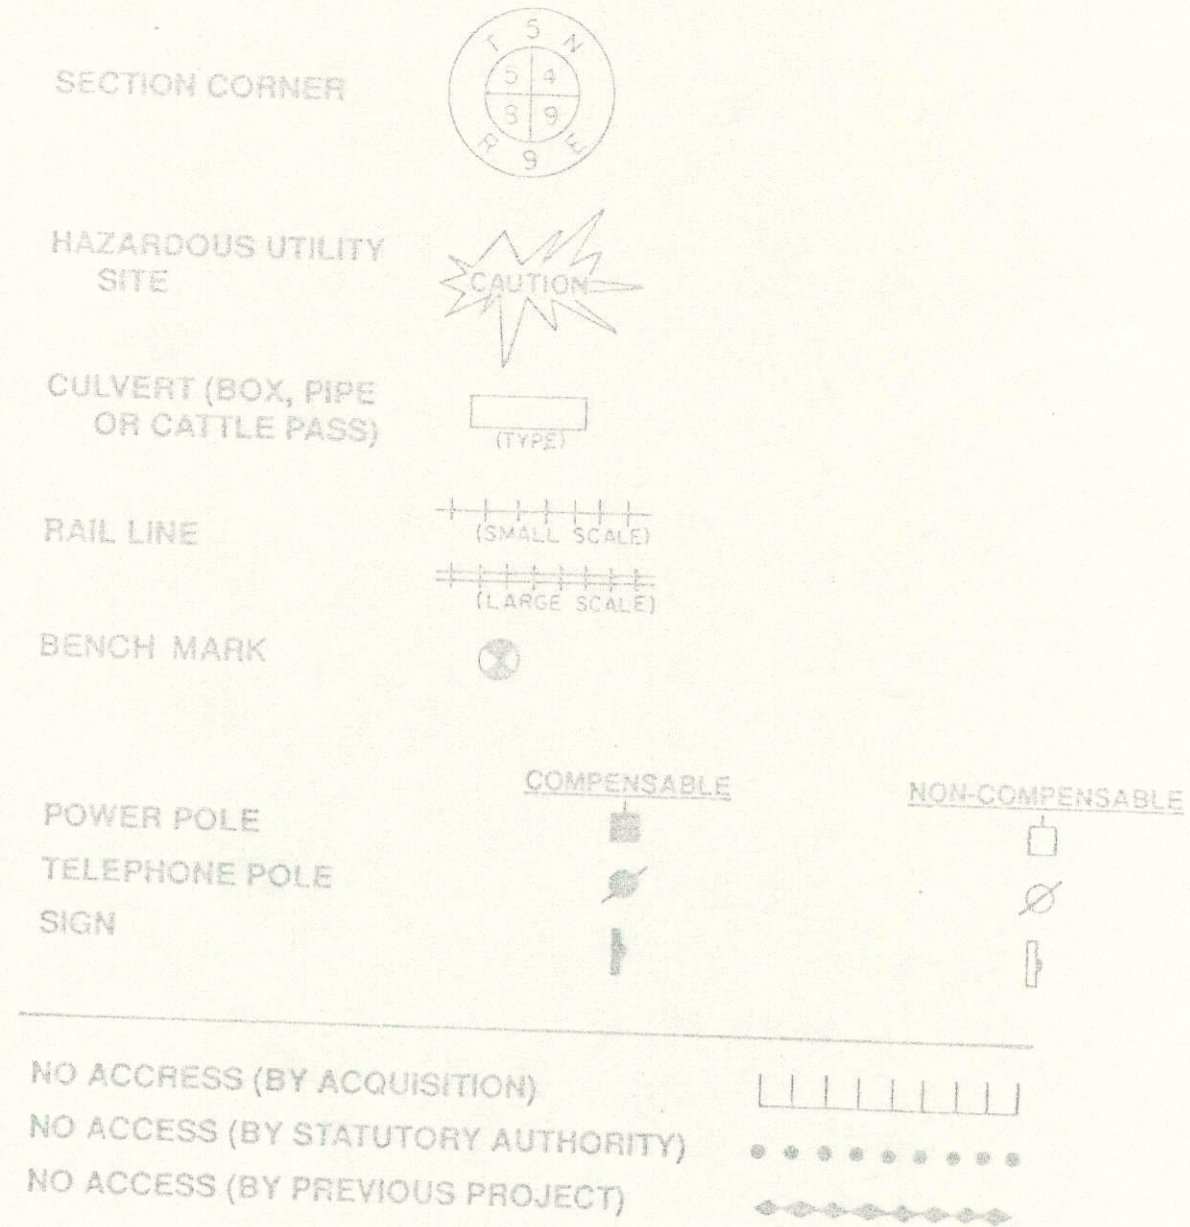 SECTION CORNER
T 5 N
5 4
8 9
R 9 E
HAZARDOUS UTILITY
SITE
CAUTION
CULVERT (BOX, PIPE
OR CATTLE PASS)
(TYPE)
RAIL LINE
(SMALL SCALE)
(LARGE SCALE)
BENCH MARK
COMPENSABLE NON-COMPENSABLE
POWER POLE
TELEPHONE POLE
SIGN
NO ACCRESS (BY ACQUISITION)
NO ACCESS (BY STATUTORY AUTHORITY)
NO ACCESS (BY PREVIOUS PROJECT)